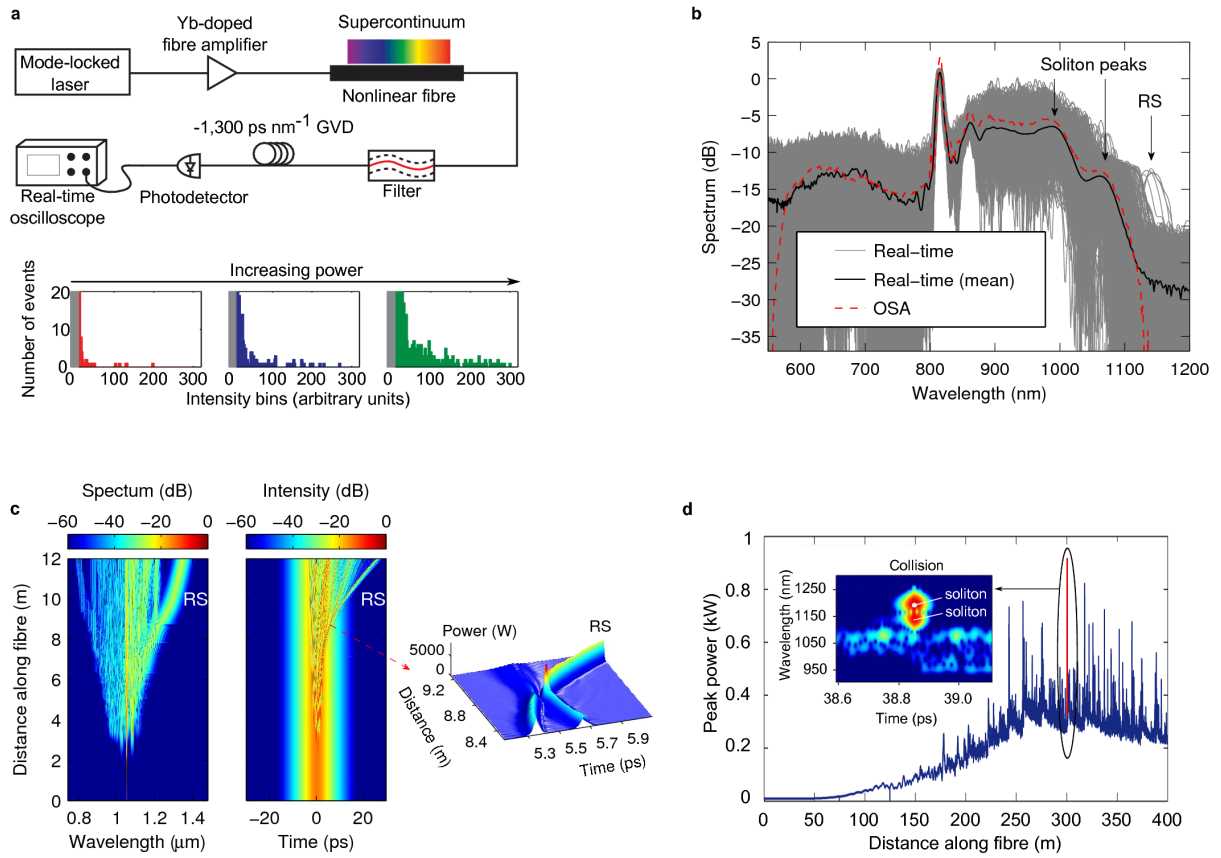 a
Yb-doped
fibre amplifier
Supercontinuum
Mode-locked
laser
Nonlinear fibre
-1,300 ps nm⁻¹ GVD
Real-time
oscilloscope
Photodetector
Filter
Increasing power
Number of events
20
10
0
0 100 200 300
0 100 200 300
0 100 200 300
Intensity bins (arbitrary units)
b
Spectrum (dB)
5
0
−5
−10
−15
−20
−25
−30
−35
Soliton peaks
RS
Real−time
Real−time (mean)
OSA
600 700 800 900 1000 1100 1200
Wavelength (nm)
c
Spectum (dB)
−60 −40 −20 0
Intensity (dB)
−60 −40 −20 0
Distance along fibre (m)
12
10
8
6
4
2
0
RS
RS
0.8 1 1.2 1.4
Wavelength (μm)
−20 0 20
Time (ps)
Power (W)
5000
0
RS
9.2
8.8
8.4
Distance (m)
5.3 5.5 5.7 5.9
Time (ps)
d
Peak power (kW)
1
0.8
0.6
0.4
0.2
0
Collision
Wavelength (nm)
1250
1150
1050
950
soliton
soliton
38.6 38.8 39.0
Time (ps)
0 50 100 150 200 250 300 350 400
Distance along fibre (m)